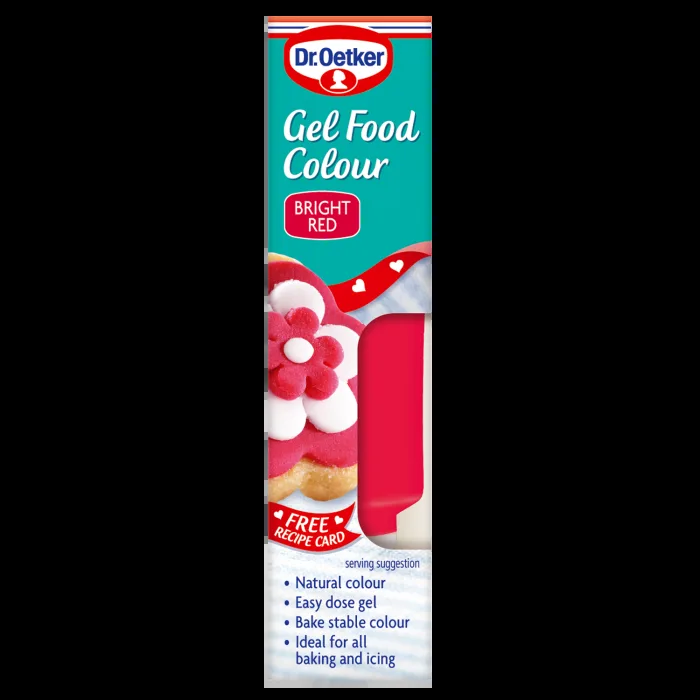 Dr. Oetker
Gel Food
Colour
BRIGHT
RED
FREE
RECIPE CARD
serving suggestion
• Natural colour
• Easy dose gel
• Bake stable colour
• Ideal for all
baking and icing